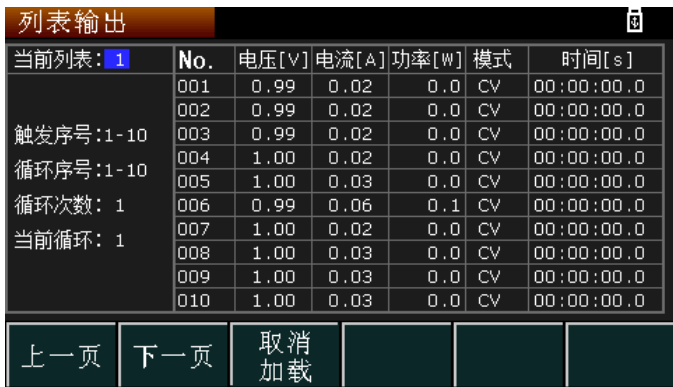 列表输出
当前列表: 1
触发序号:1-10
循环序号:1-10
循环次数: 1
当前循环: 1
No. 电压[V] 电流[A] 功率[W] 模式 时间[s]
001 0.99 0.02 0.0 CV 00:00:00.0
002 0.99 0.02 0.0 CV 00:00:00.0
003 0.99 0.02 0.0 CV 00:00:00.0
004 1.00 0.02 0.0 CV 00:00:00.0
005 1.00 0.03 0.0 CV 00:00:00.0
006 0.99 0.06 0.1 CV 00:00:00.0
007 1.00 0.02 0.0 CV 00:00:00.0
008 1.00 0.03 0.0 CV 00:00:00.0
009 1.00 0.03 0.0 CV 00:00:00.0
010 1.00 0.03 0.0 CV 00:00:00.0
上一页 下一页 取消
加载